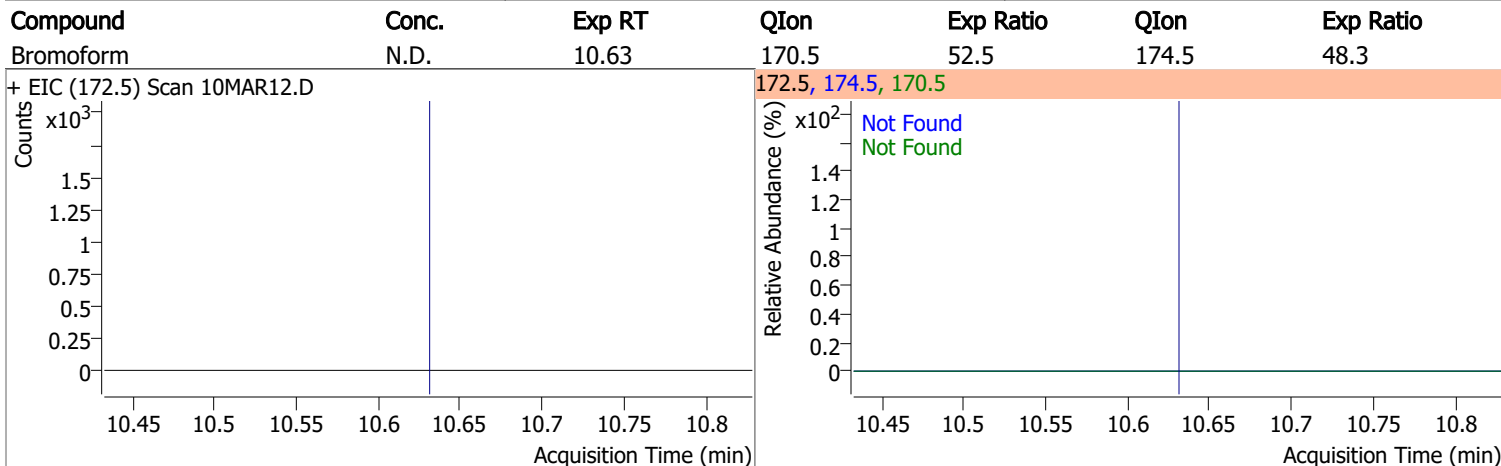 Compound Conc. Exp RT QIon Exp Ratio QIon Exp Ratio
Bromoform N.D. 10.63 170.5 52.5 174.5 48.3
+ EIC (172.5) Scan 10MAR12.D
Counts
x10³
1.5
1.25
1
0.75
0.5
0.25
0
10.45 10.5 10.55 10.6 10.65 10.7 10.75 10.8
Acquisition Time (min)
172.5, 174.5, 170.5
Relative Abundance (%)
x10²
Not Found
Not Found
1.4
1.2
1
0.8
0.6
0.4
0.2
0
10.45 10.5 10.55 10.6 10.65 10.7 10.75 10.8
Acquisition Time (min)